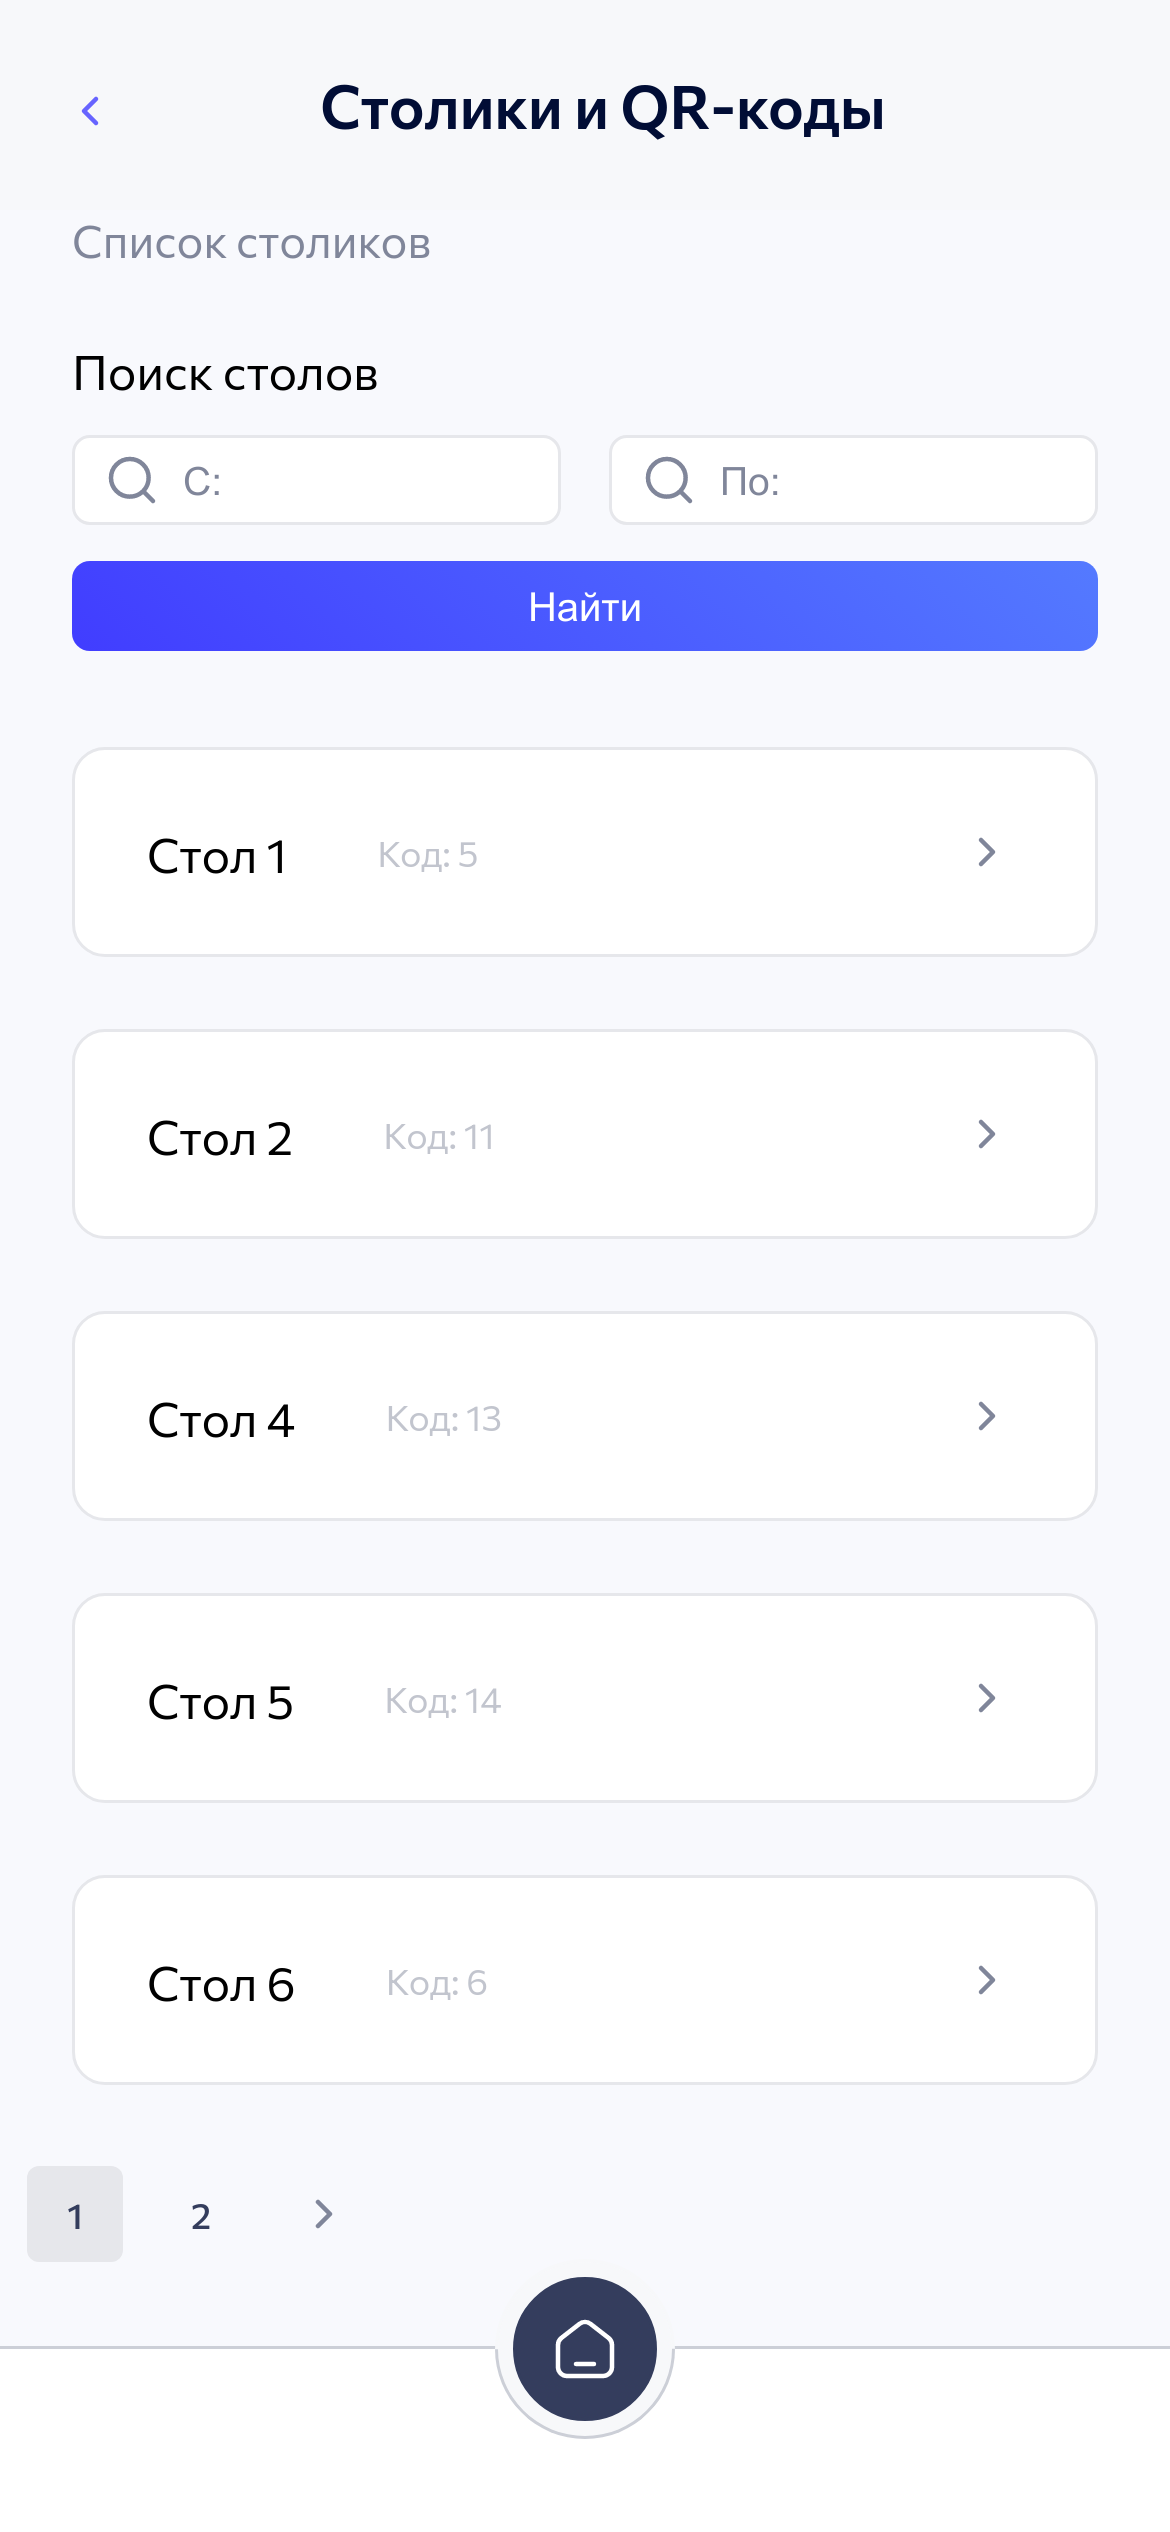 Столики и QR-коды
Список столиков
Поиск столов
С: По:
Найти
Стол 1 Код: 5
Стол 2 Код: 11
Стол 4 Код: 13
Стол 5 Код: 14
Стол 6 Код: 6
1 2